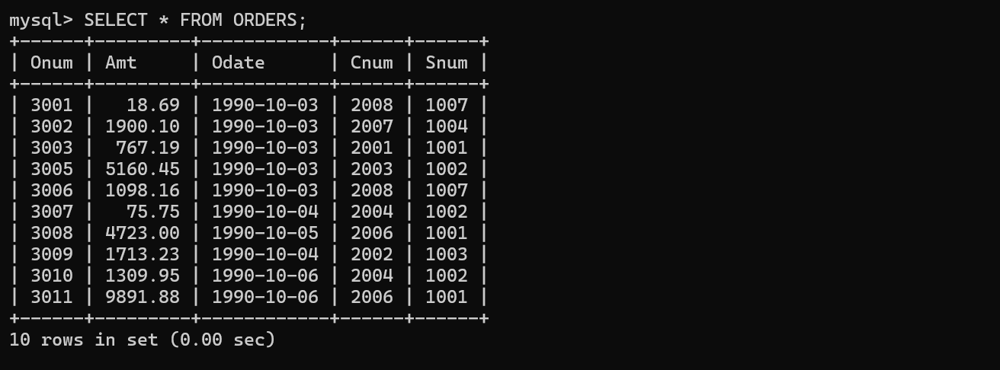 mysql> SELECT * FROM ORDERS;
+------+---------+------------+------+------+
| Onum | Amt     | Odate      | Cnum | Snum |
+------+---------+------------+------+------+
| 3001 |   18.69 | 1990-10-03 | 2008 | 1007 |
| 3002 | 1900.10 | 1990-10-03 | 2007 | 1004 |
| 3003 |  767.19 | 1990-10-03 | 2001 | 1001 |
| 3005 | 5160.45 | 1990-10-03 | 2003 | 1002 |
| 3006 | 1098.16 | 1990-10-03 | 2008 | 1007 |
| 3007 |   75.75 | 1990-10-04 | 2004 | 1002 |
| 3008 | 4723.00 | 1990-10-05 | 2006 | 1001 |
| 3009 | 1713.23 | 1990-10-04 | 2002 | 1003 |
| 3010 | 1309.95 | 1990-10-06 | 2004 | 1002 |
| 3011 | 9891.88 | 1990-10-06 | 2006 | 1001 |
+------+---------+------------+------+------+
10 rows in set (0.00 sec)